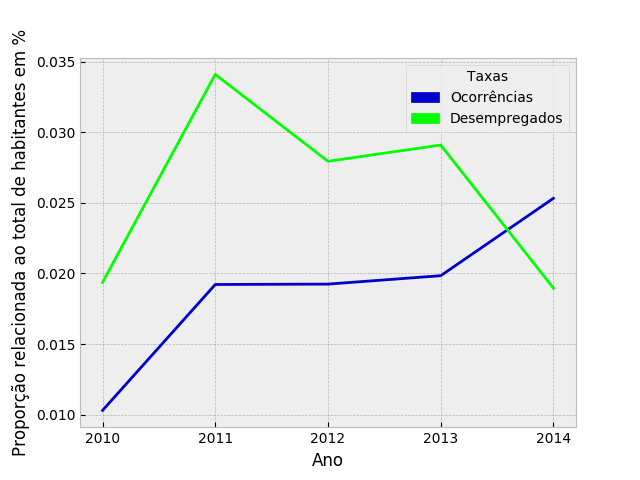 Proporção relacionada ao total de habitantes em %
0.035
0.030
0.025
0.020
0.015
0.010
Taxas
Ocorrências
Desempregados
2010 2011 2012 2013 2014
Ano